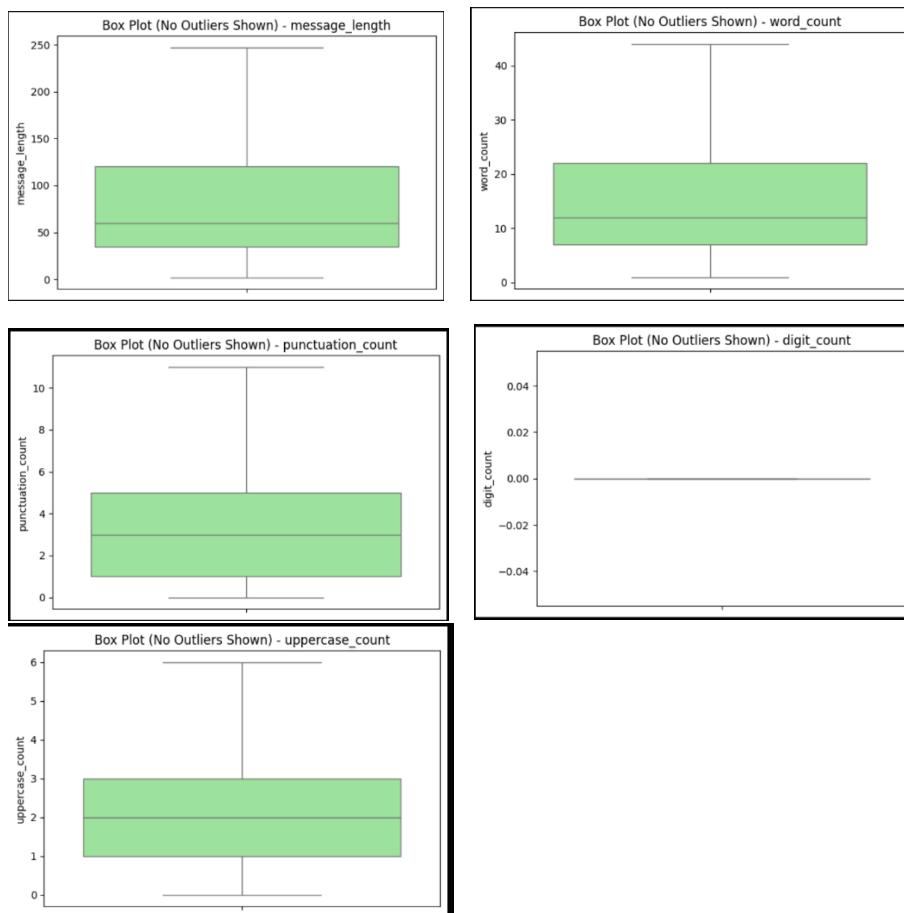 Box Plot (No Outliers Shown) - message_length
250
200
150
100
50
0
message_length
Box Plot (No Outliers Shown) - word_count
40
30
20
10
0
word_count
Box Plot (No Outliers Shown) - punctuation_count
10
8
6
4
2
0
punctuation_count
Box Plot (No Outliers Shown) - digit_count
0.04
0.02
0.00
−0.02
−0.04
digit_count
Box Plot (No Outliers Shown) - uppercase_count
6
5
4
3
2
1
0
uppercase_count